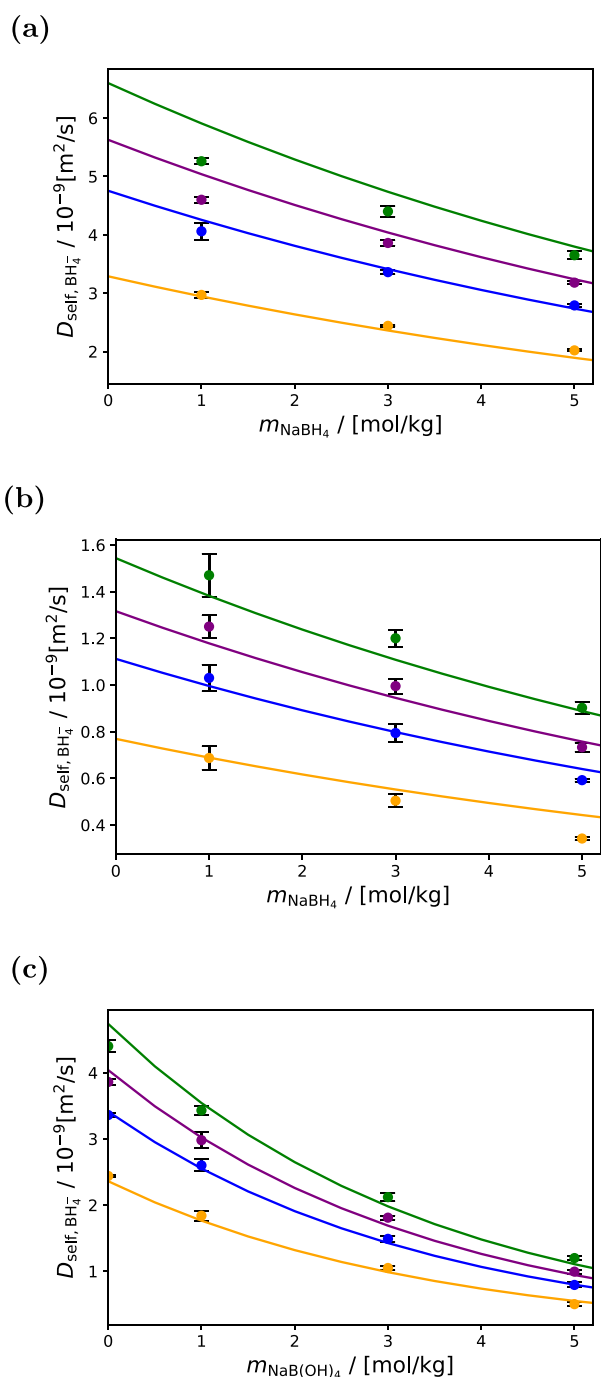 (a)
6
5
4
3
2
D_self, BH₄⁻ / 10⁻⁹[m²/s]
0 1 2 3 4 5
m_NaBH₄ / [mol/kg]
(b)
1.6
1.4
1.2
1.0
0.8
0.6
0.4
D_self, BH₄⁻ / 10⁻⁹[m²/s]
0 1 2 3 4 5
m_NaBH₄ / [mol/kg]
(c)
4
3
2
1
D_self, BH₄⁻ / 10⁻⁹[m²/s]
0 1 2 3 4 5
m_NaB(OH)₄ / [mol/kg]